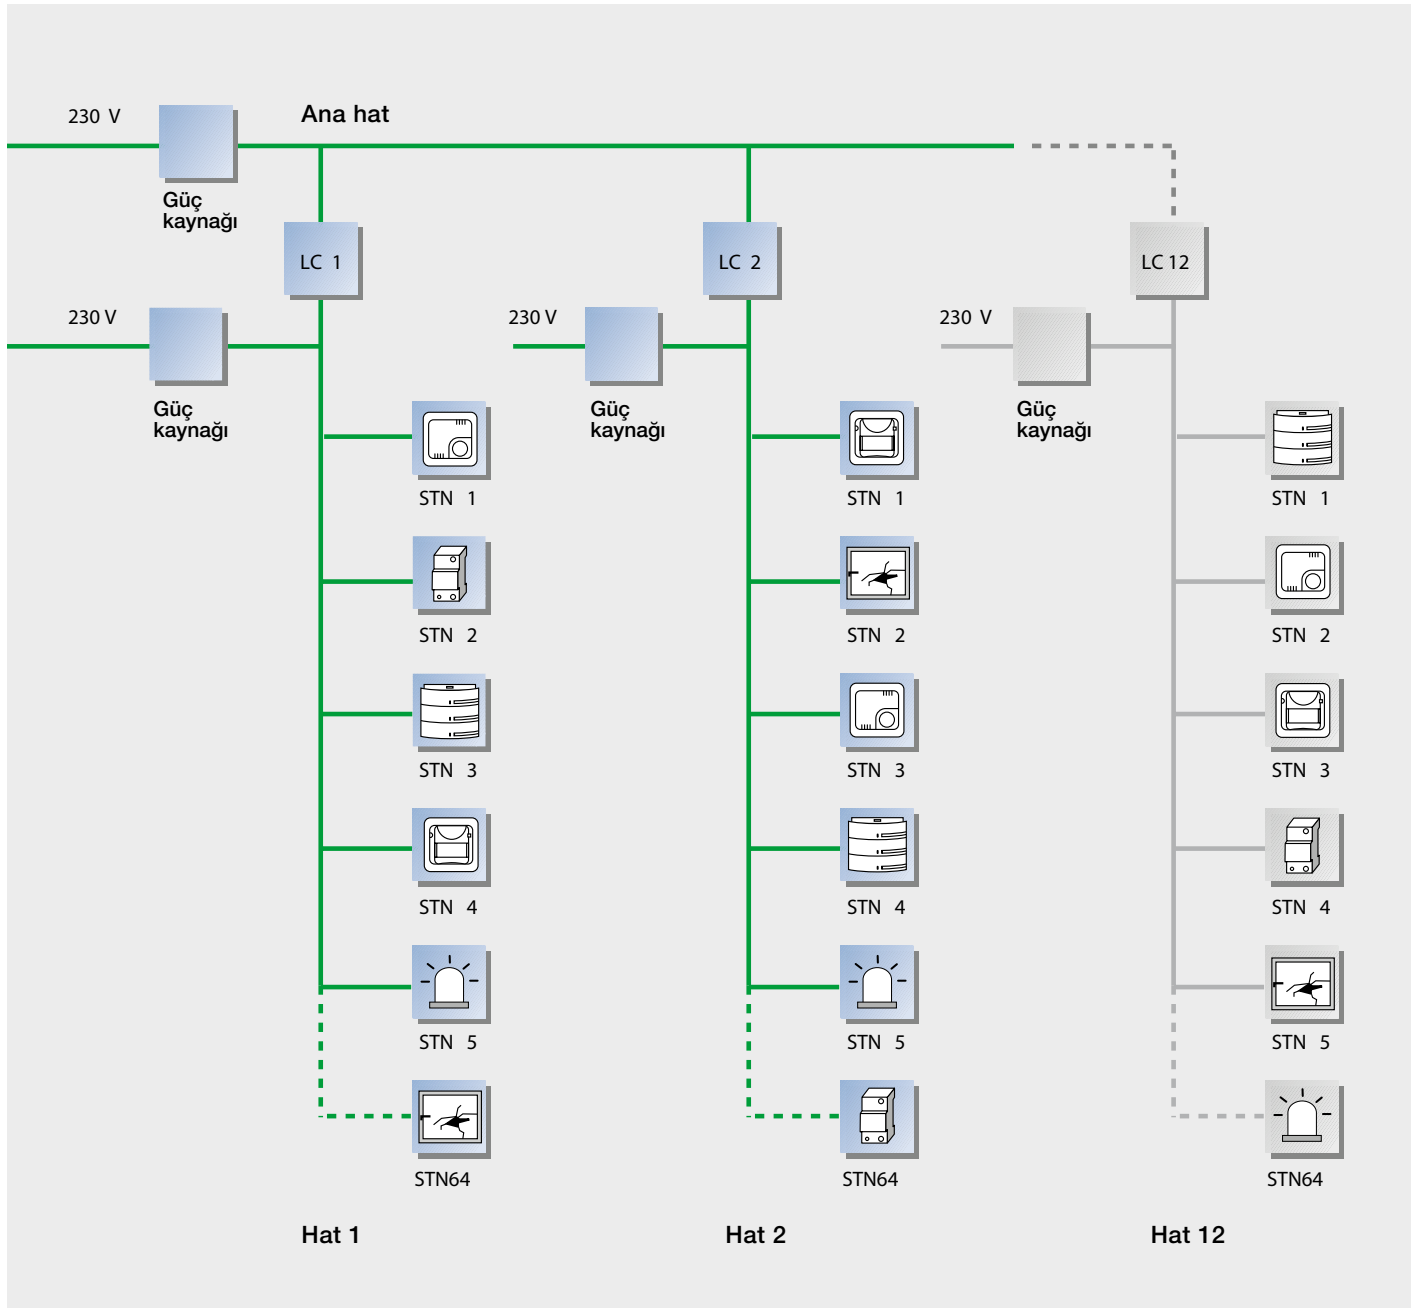 230 V
Ana hat
Güç
kaynağı
LC 1
LC 2
LC 12
230 V
230 V
230 V
Güç
kaynağı
Güç
kaynağı
Güç
kaynağı
STN 1
STN 1
STN 1
STN 2
STN 2
STN 2
STN 3
STN 3
STN 3
STN 4
STN 4
STN 4
STN 5
STN 5
STN 5
STN64
STN64
STN64
Hat 1
Hat 2
Hat 12